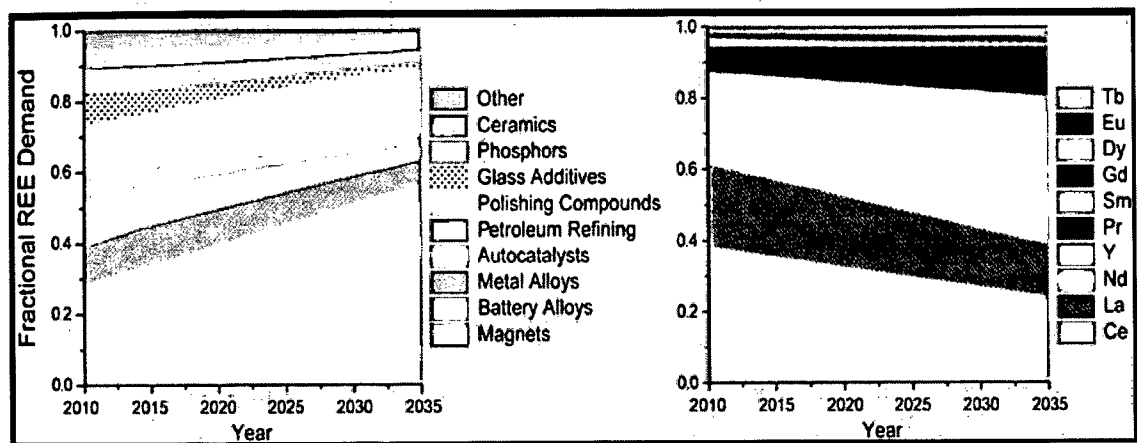 Fractional REE Demand
1.0
0.8
0.6
0.4
0.2
0.0
2010 2015 2020 2025 2030 2035
Year
Other
Ceramics
Phosphors
Glass Additives
Polishing Compounds
Petroleum Refining
Autocatalysts
Metal Alloys
Battery Alloys
Magnets
1.0
0.8
0.6
0.4
0.2
0.0
2010 2015 2020 2025 2030 2035
Year
Tb
Eu
Dy
Gd
Sm
Pr
Y
Nd
La
Ce